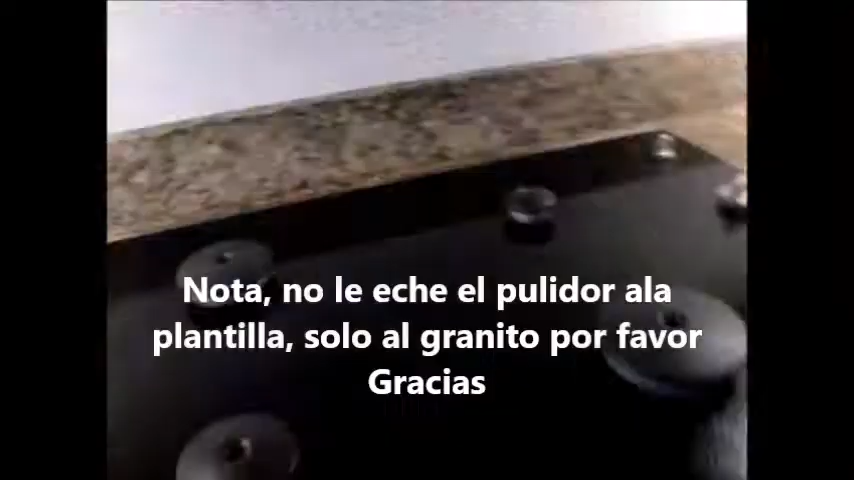 Nota, no le eche el pulidor ala
plantilla, solo al granito por favor
Gracias